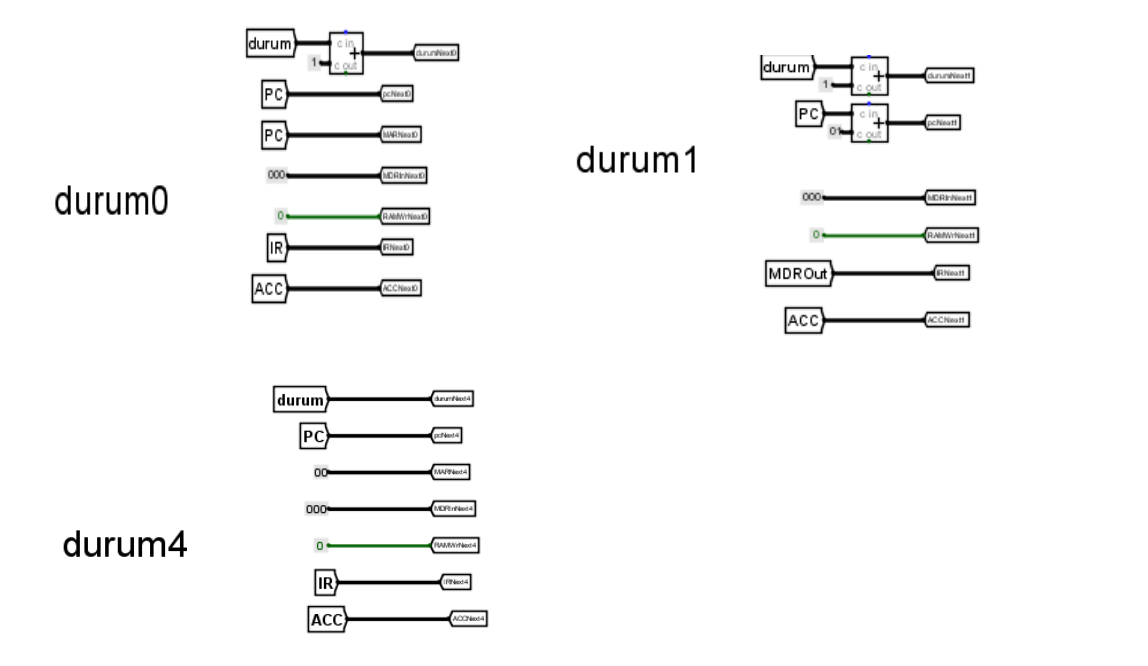 durum
c in
+
durumNext0
1
c out
PC
pcNext0
PC
MARNext0
000
MDRInNext0
durum0
0
RAMWrNext0
IR
IRNext0
ACC
ACCNext0
durum
c in
+
durumNext1
1
c out
PC
c in
+
pcNext1
01
c out
durum1
000
MDRInNext1
0
RAMWrNext1
MDROut
IRNext1
ACC
ACCNext1
durum
durumNext4
PC
pcNext4
00
MARNext4
000
MDRInNext4
durum4
0
RAMWrNext4
IR
IRNext4
ACC
ACCNext4